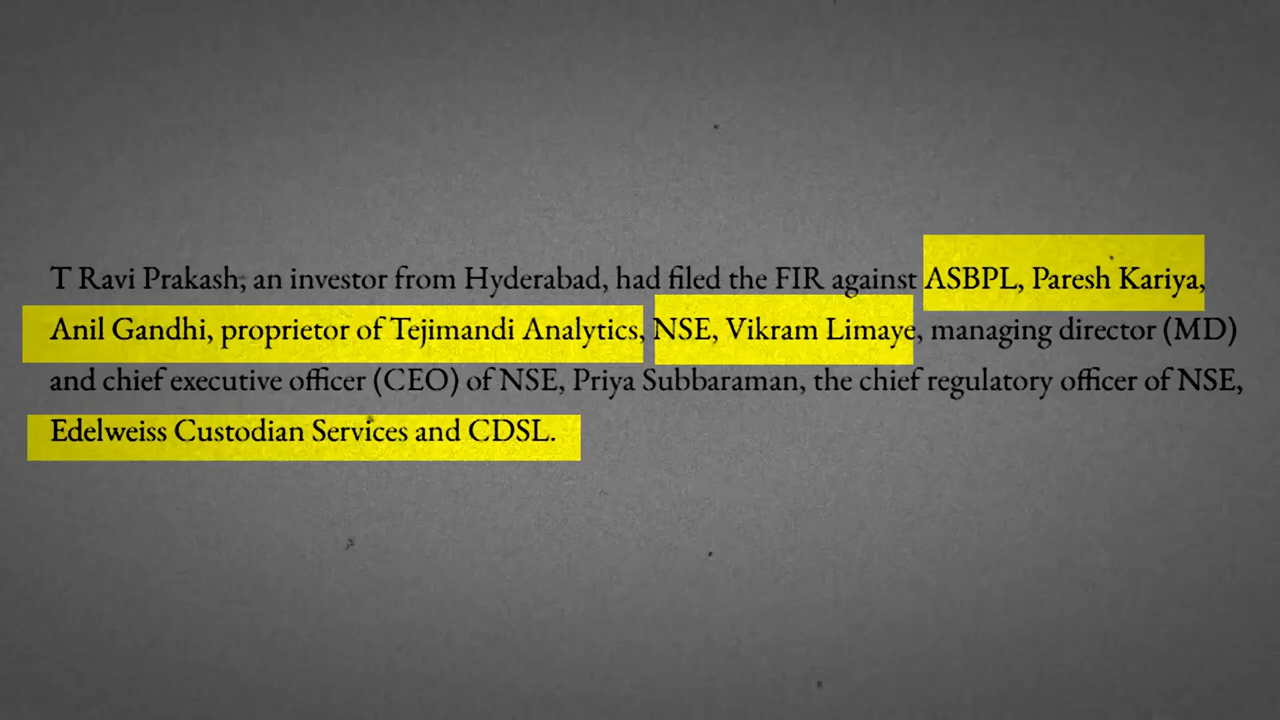 T Ravi Prakash, an investor from Hyderabad, had filed the FIR against ASBPL, Paresh Kariya,
Anil Gandhi, proprietor of Tejimandi Analytics, NSE, Vikram Limaye, managing director (MD)
and chief executive officer (CEO) of NSE, Priya Subbaraman, the chief regulatory officer of NSE,
Edelweiss Custodian Services and CDSL.